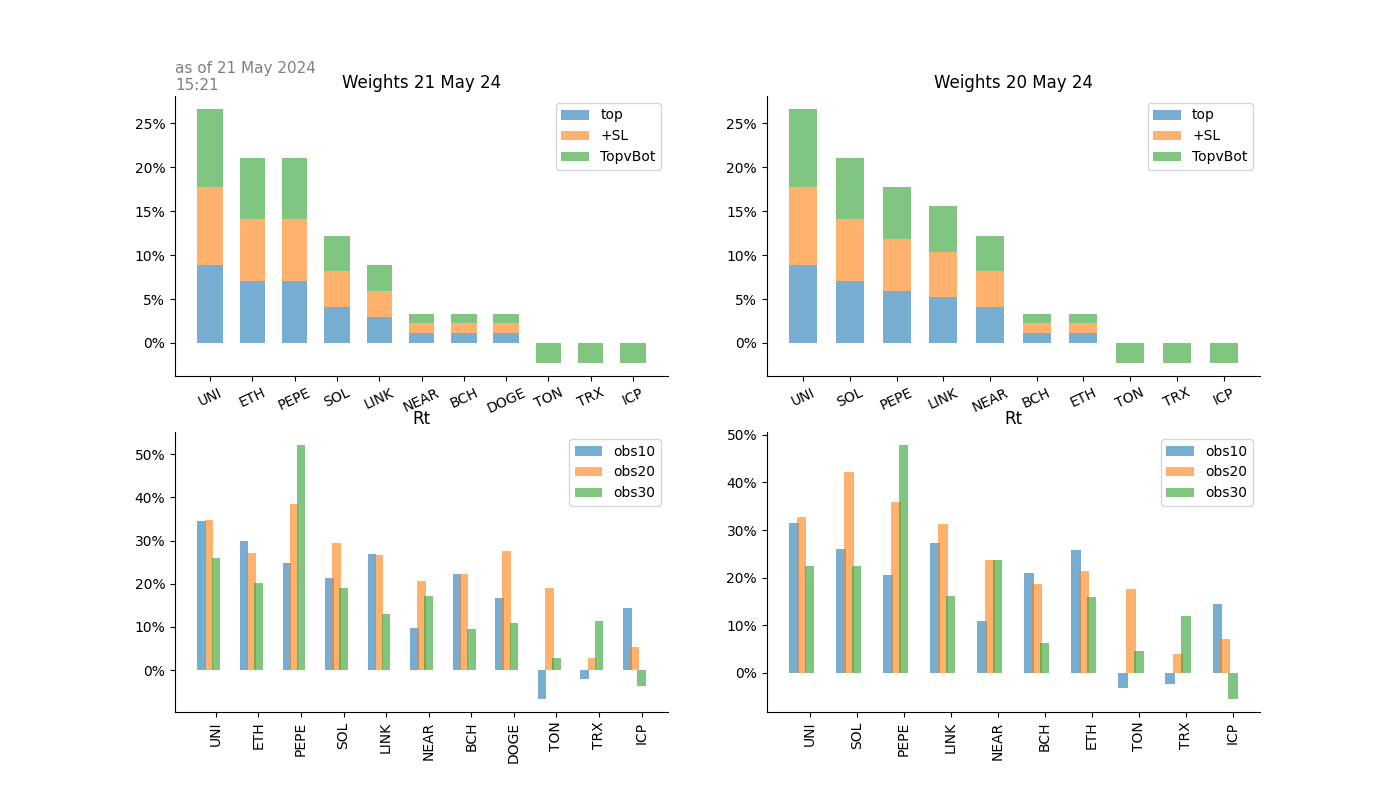 as of 21 May 2024
15:21
Weights 21 May 24
25%
20%
15%
10%
5%
0%
top
+SL
TopvBot
UNI ETH PEPE SOL LINK NEAR BCH DOGE TON TRX ICP
Weights 20 May 24
25%
20%
15%
10%
5%
0%
top
+SL
TopvBot
UNI SOL PEPE LINK NEAR BCH ETH TON TRX ICP
Rt
50%
40%
30%
20%
10%
0%
obs10
obs20
obs30
UNI ETH PEPE SOL LINK NEAR BCH DOGE TON TRX ICP
Rt
50%
40%
30%
20%
10%
0%
obs10
obs20
obs30
UNI SOL PEPE LINK NEAR BCH ETH TON TRX ICP